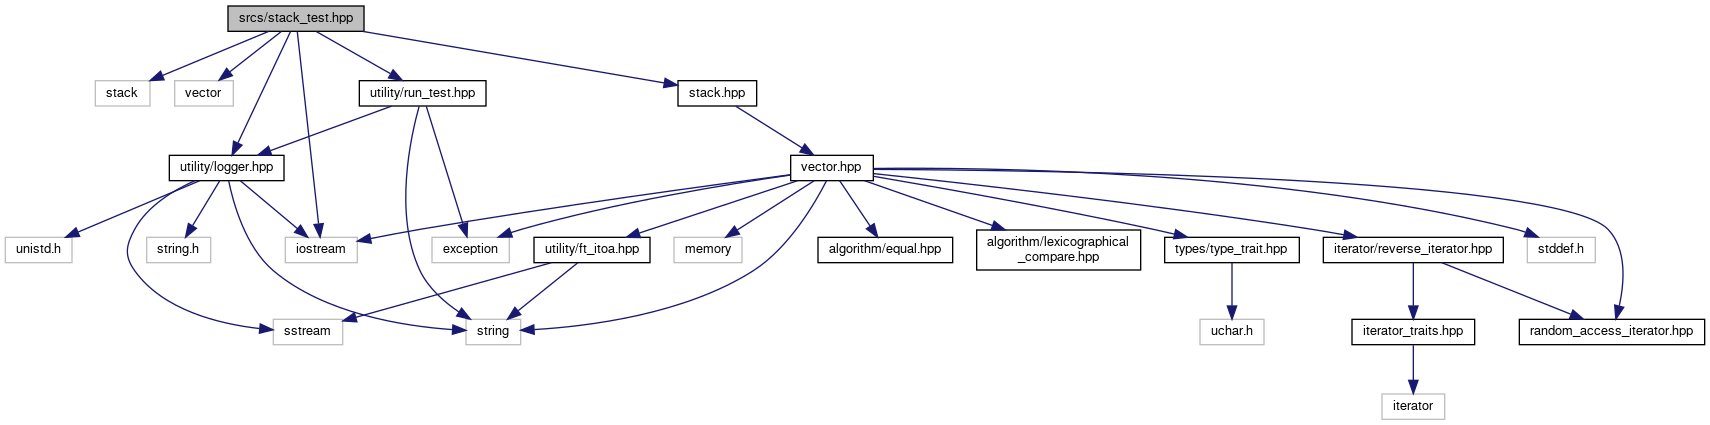 srcs/stack_test.hpp
stack
vector
utility/run_test.hpp
stack.hpp
utility/logger.hpp
vector.hpp
unistd.h
string.h
iostream
exception
utility/ft_itoa.hpp
memory
algorithm/equal.hpp
algorithm/lexicographical
_compare.hpp
types/type_trait.hpp
iterator/reverse_iterator.hpp
stddef.h
sstream
string
uchar.h
iterator_traits.hpp
random_access_iterator.hpp
iterator